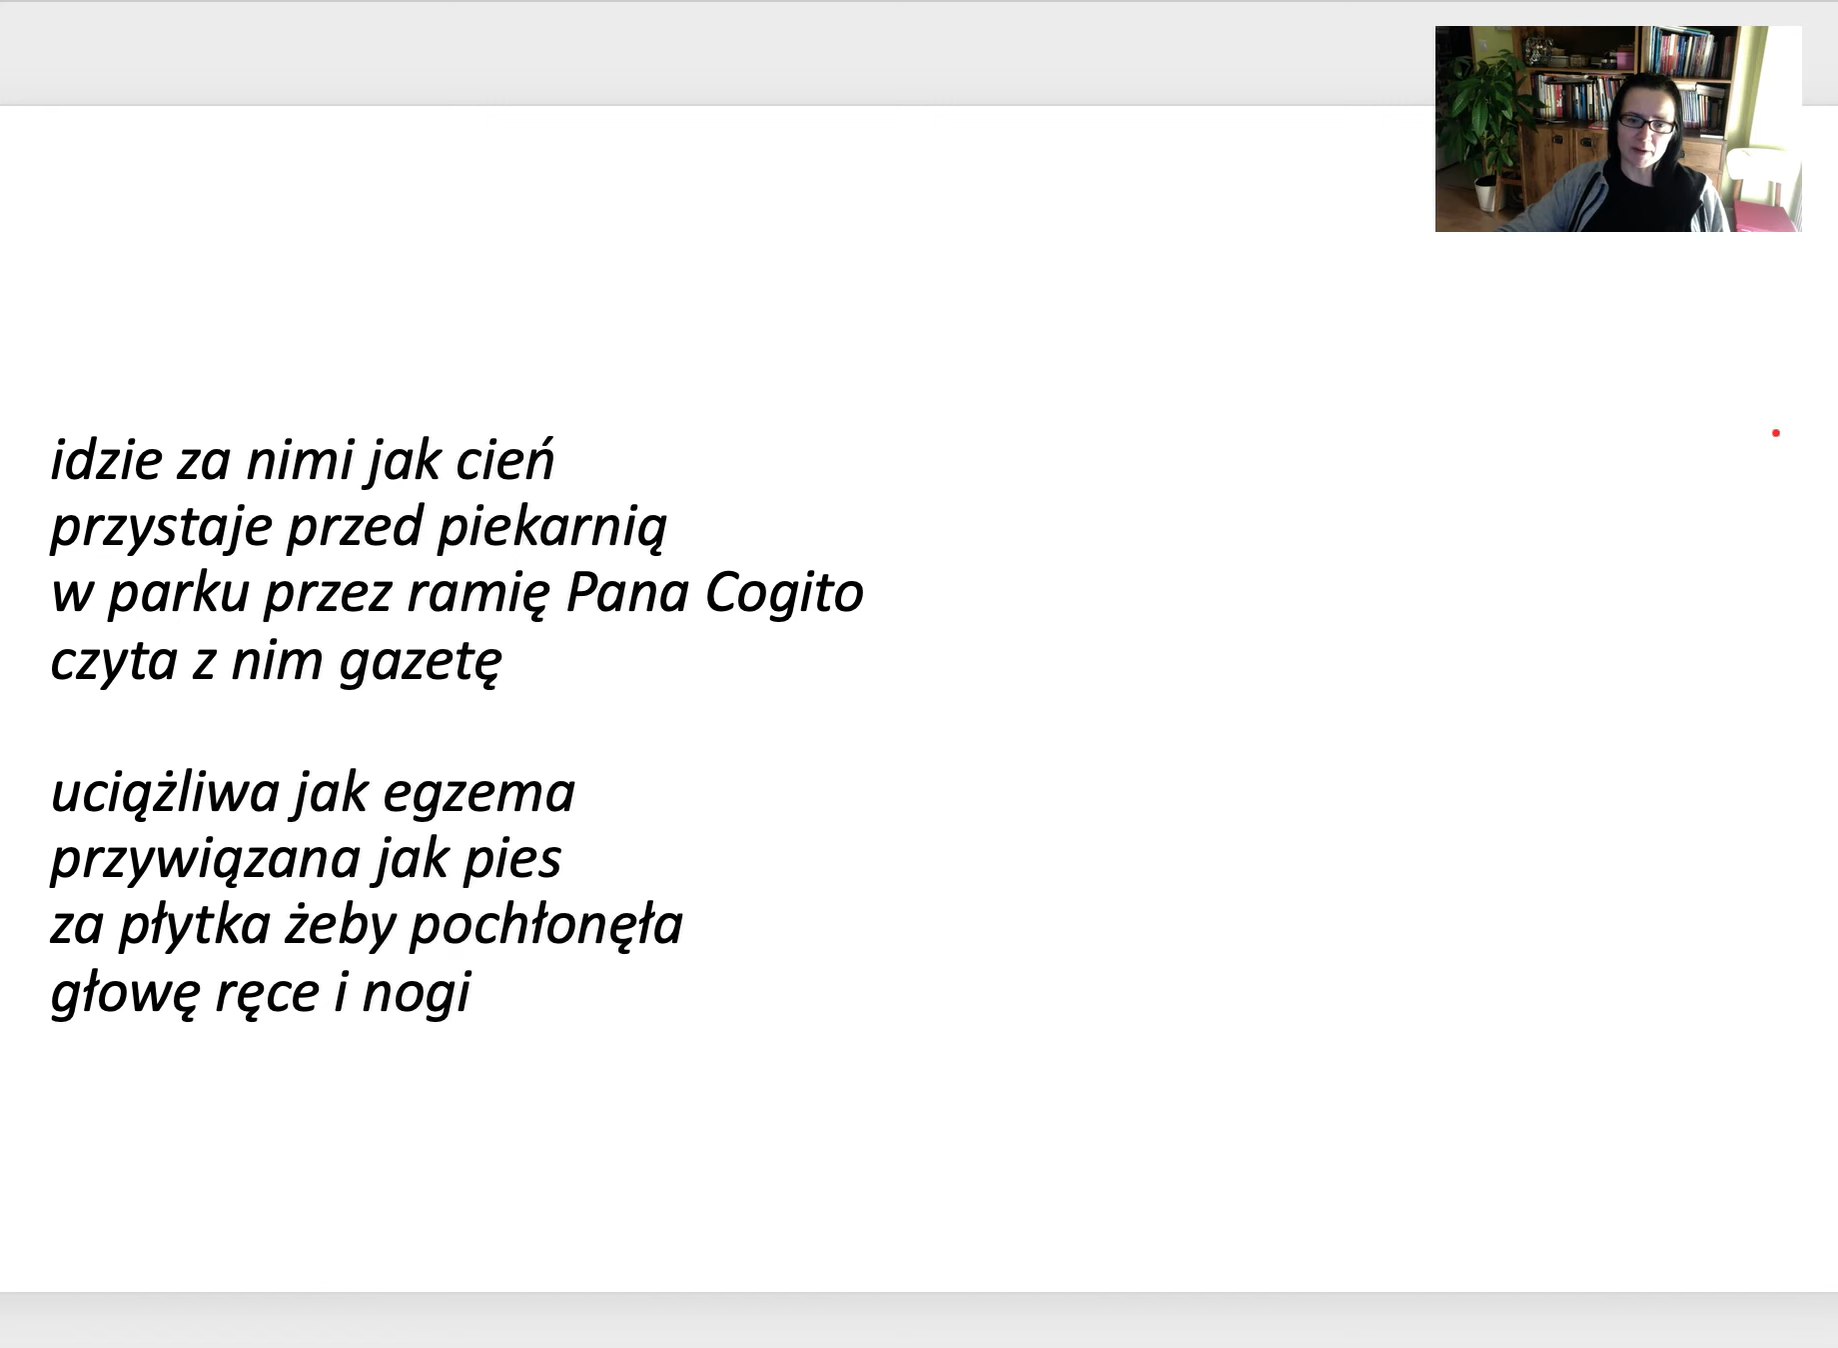 idzie za nimi jak cień
przystaje przed piekarnią
w parku przez ramię Pana Cogito
czyta z nim gazetę
uciążliwa jak egzema
przywiązana jak pies
za płytka żeby pochłonęła
głowę ręce i nogi